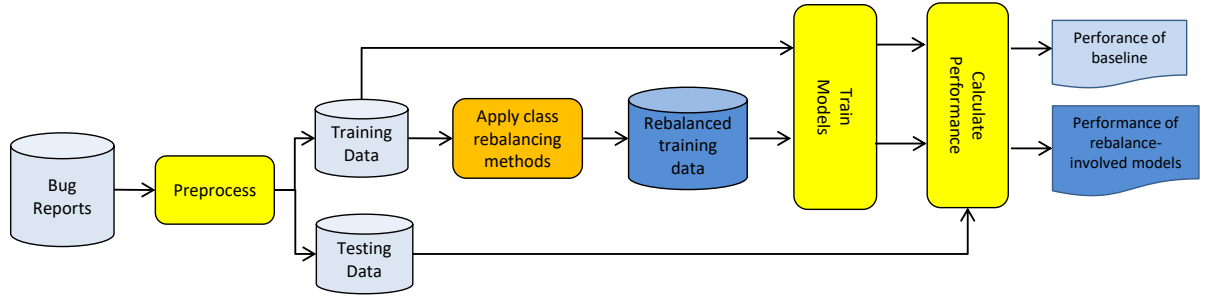 Bug
Reports
Preprocess
Training
Data
Testing
Data
Apply class
rebalancing
methods
Rebalanced
training
data
Train
Models
Calculate
Performance
Perforance of
baseline
Performance of
rebalance-
involved models